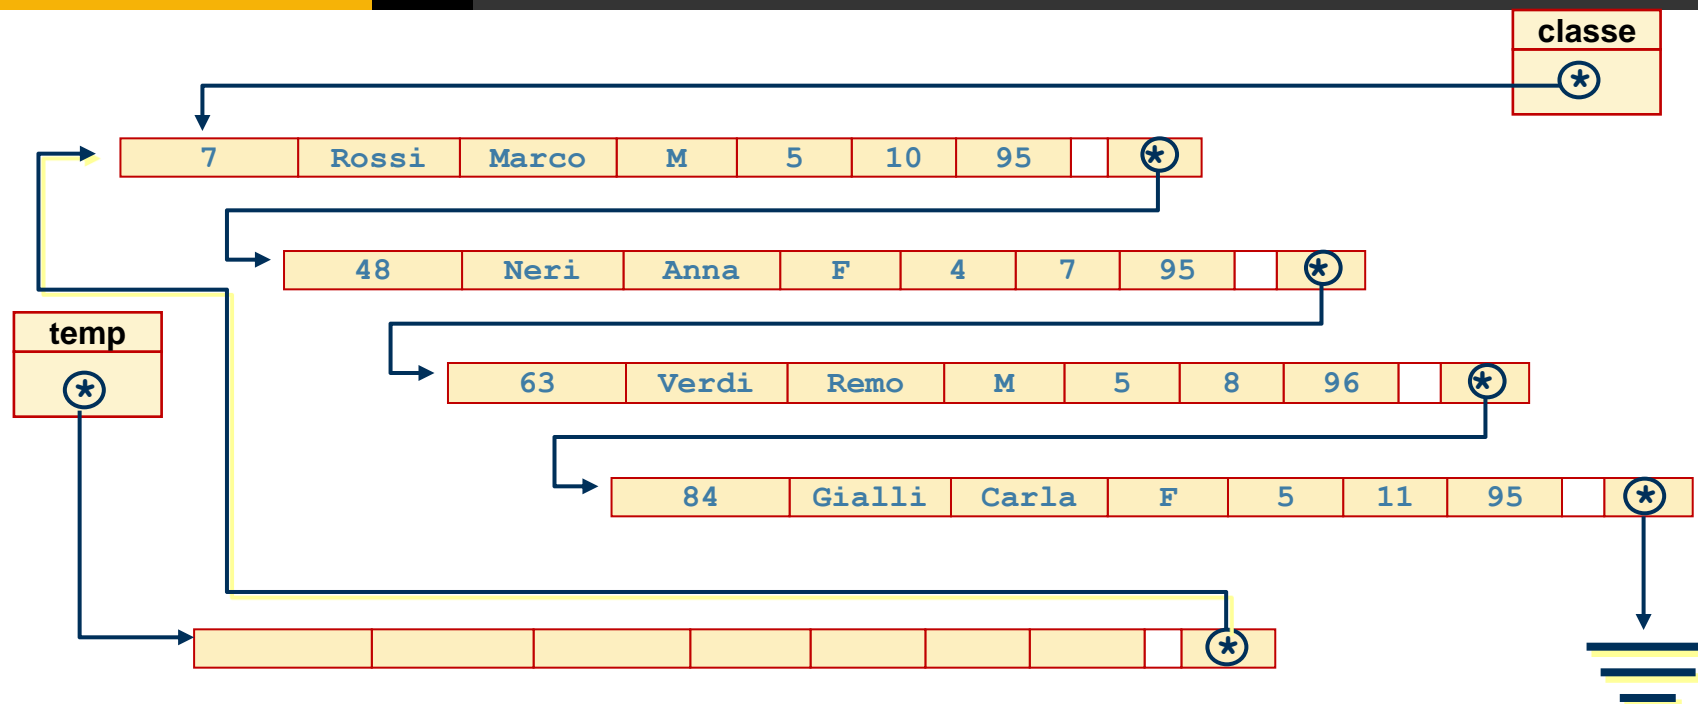 classe
*
7 Rossi Marco M 5 10 95 *
48 Neri Anna F 4 7 95 *
temp
*
63 Verdi Remo M 5 8 96 *
84 Gialli Carla F 5 11 95 *
*